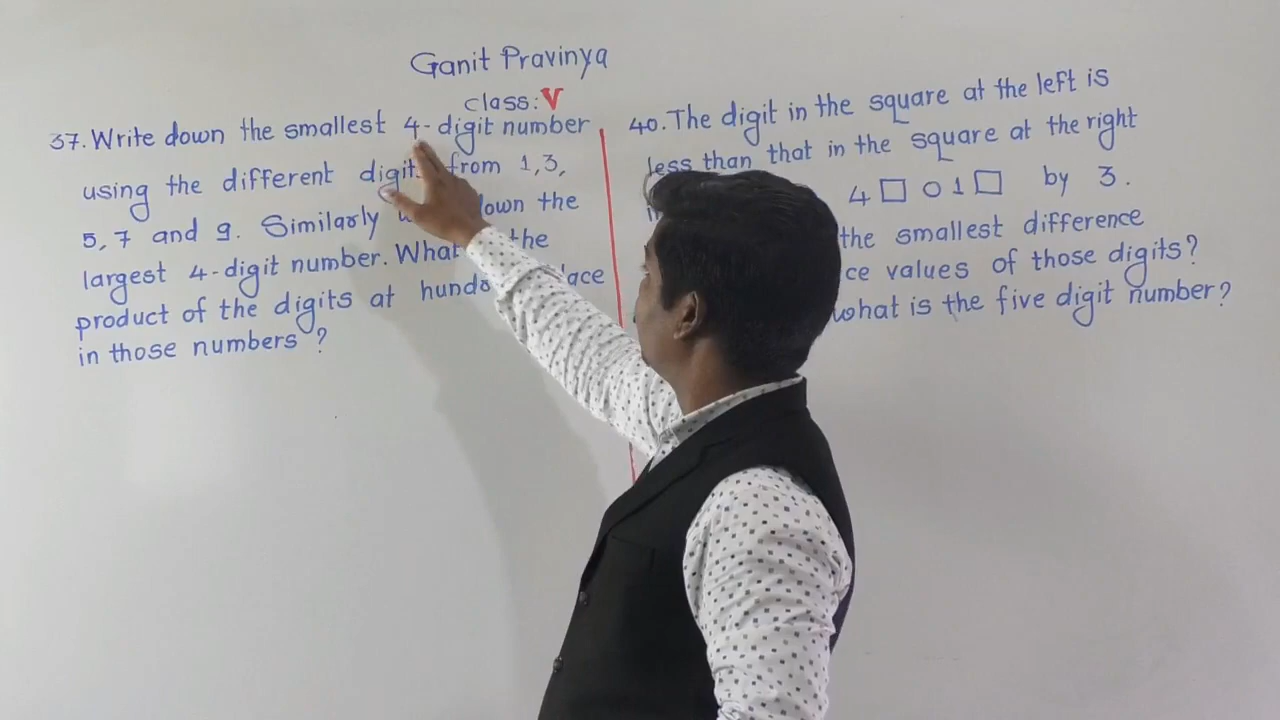 Ganit Pravinya
class: V
37. Write down the smallest 4-digit number
using the different digit from 1,3,
5, 7 and 9. Similarly own the
largest 4-digit number. What the
product of the digits at hund ace
in those numbers ?
40. The digit in the square at the left is
less than that in the square at the right
4 □ 0 1 □ by 3.
the smallest difference
ce values of those digits?
what is the five digit number?